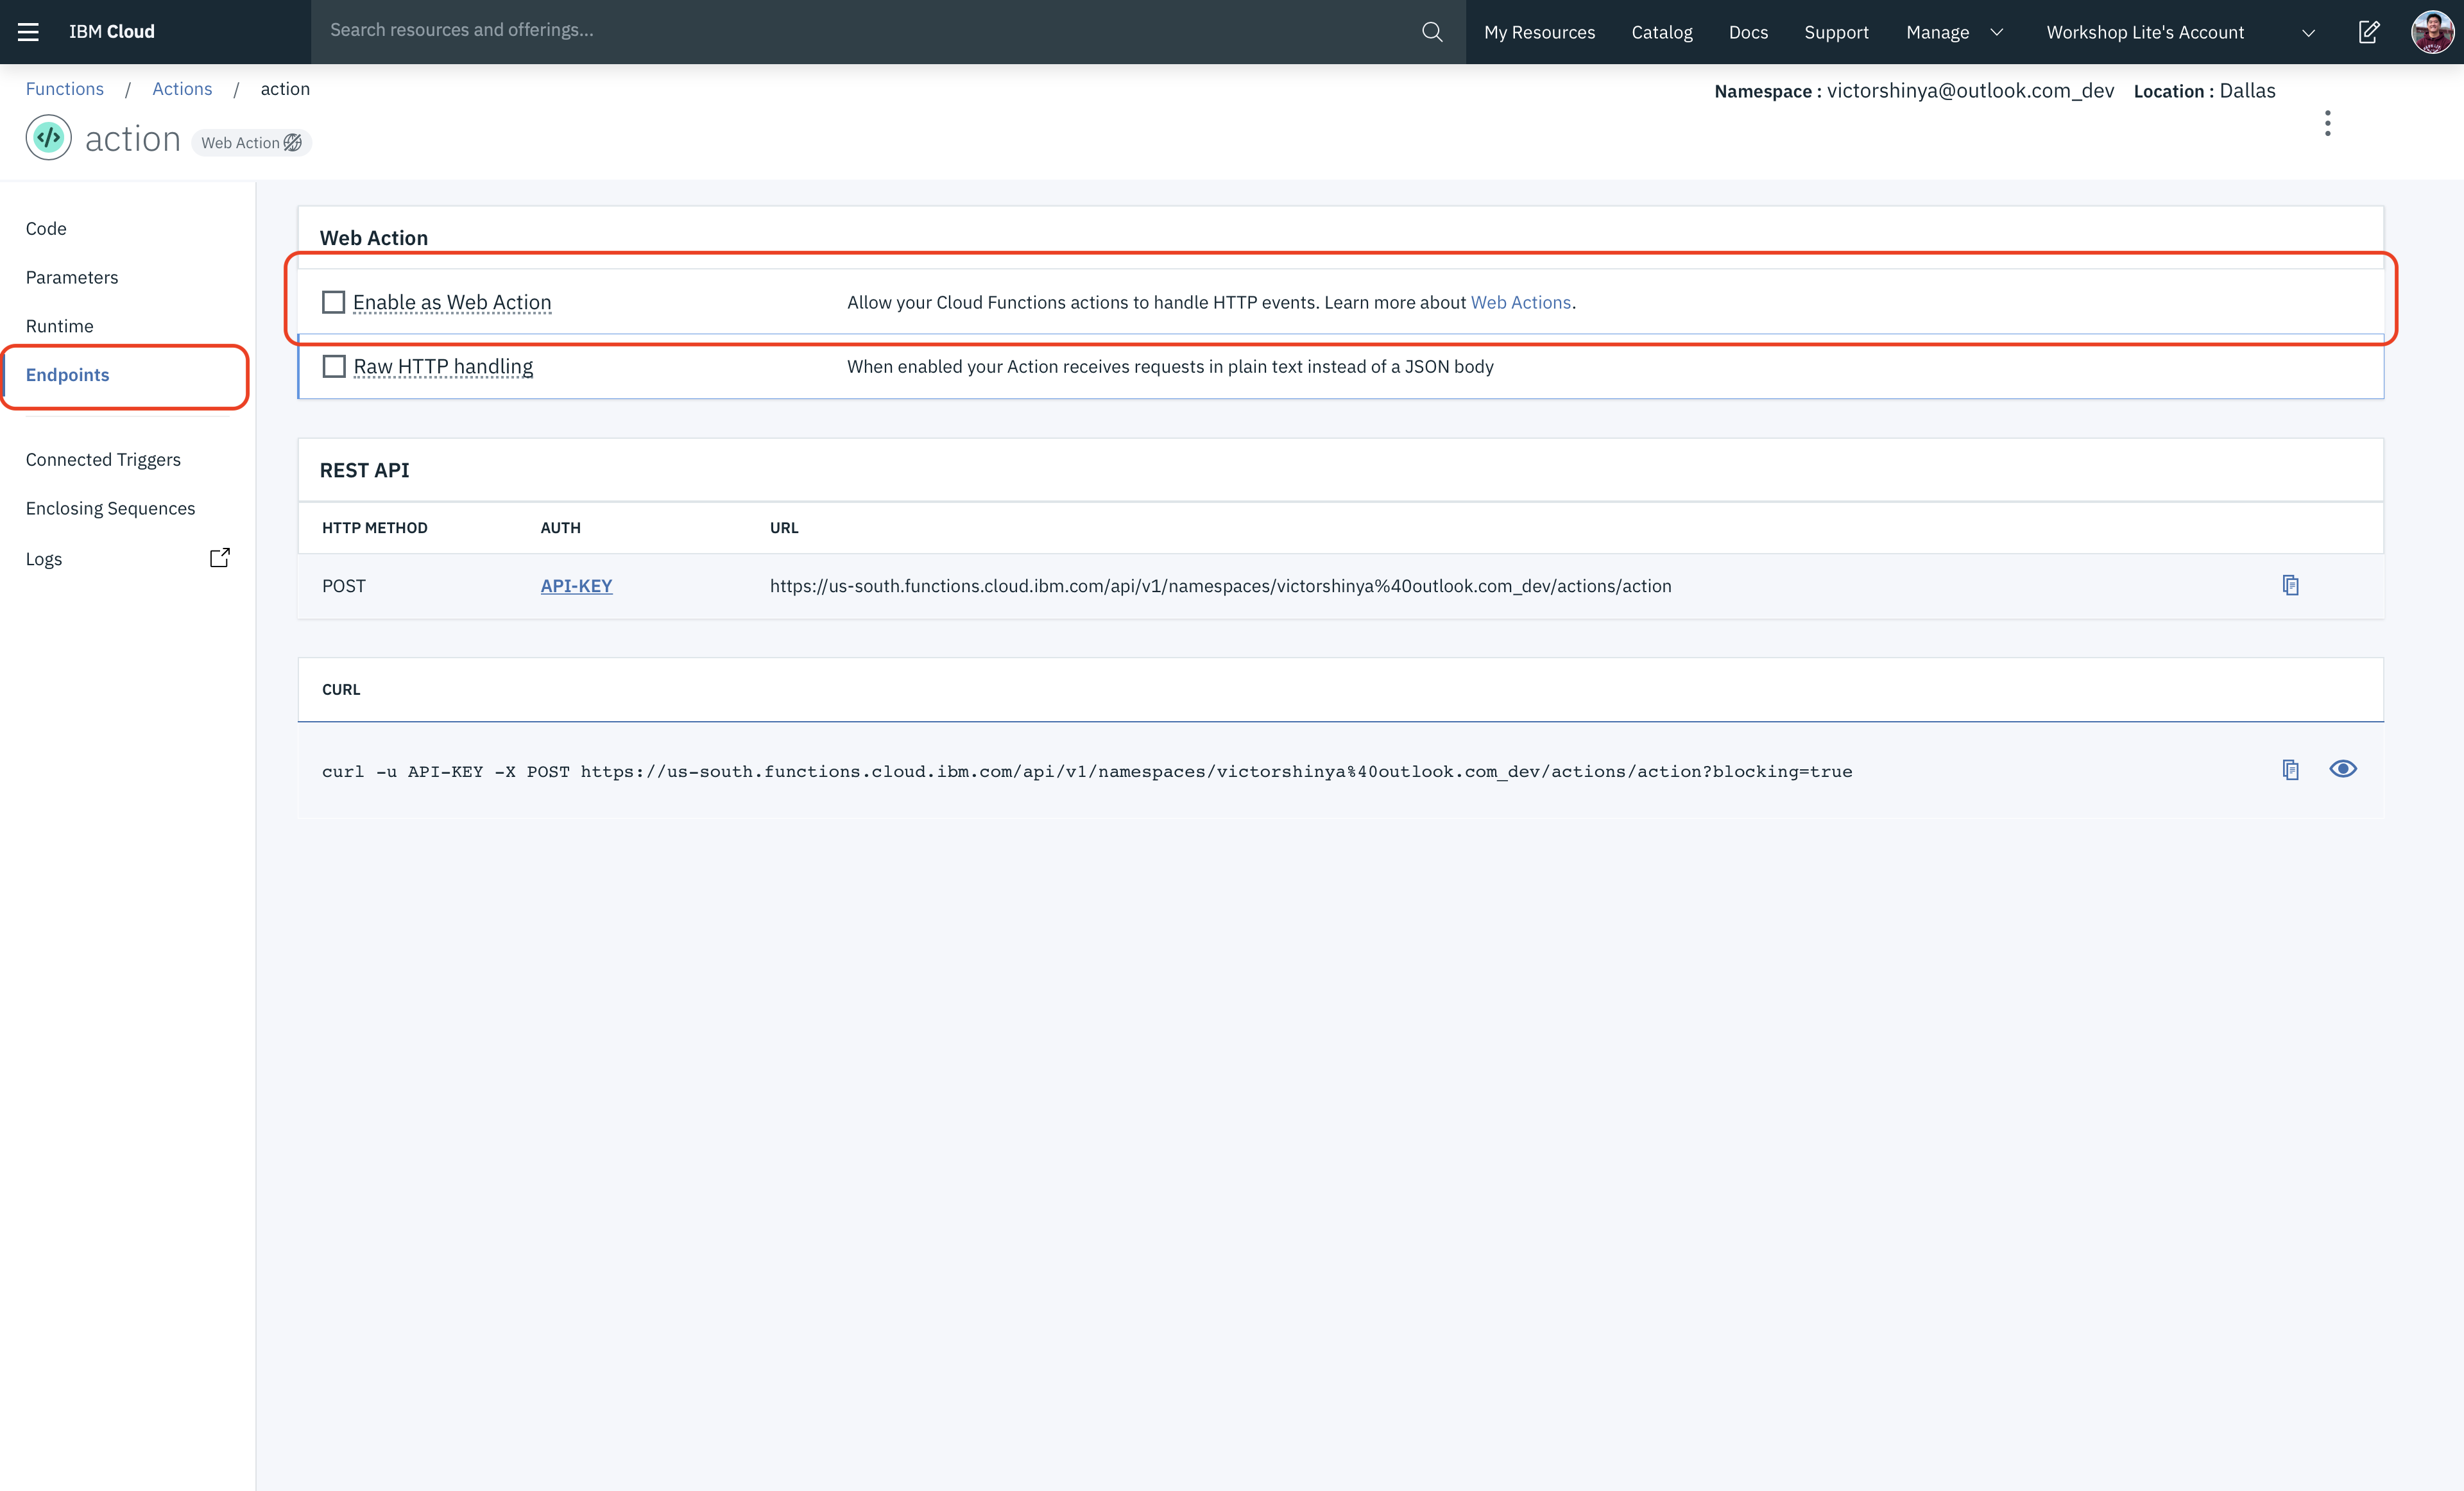 IBM Cloud
Search resources and offerings...
My Resources
Catalog
Docs
Support
Manage
Workshop Lite's Account
Functions / Actions / action
Namespace : victorshinya@outlook.com_dev Location : Dallas
action
Web Action
Code
Parameters
Runtime
Endpoints
Connected Triggers
Enclosing Sequences
Logs
Web Action
Enable as Web Action
Allow your Cloud Functions actions to handle HTTP events. Learn more about Web Actions.
Raw HTTP handling
When enabled your Action receives requests in plain text instead of a JSON body
REST API
HTTP METHOD AUTH URL
POST API-KEY https://us-south.functions.cloud.ibm.com/api/v1/namespaces/victorshinya%40outlook.com_dev/actions/action
CURL
curl -u API-KEY -X POST https://us-south.functions.cloud.ibm.com/api/v1/namespaces/victorshinya%40outlook.com_dev/actions/action?blocking=true